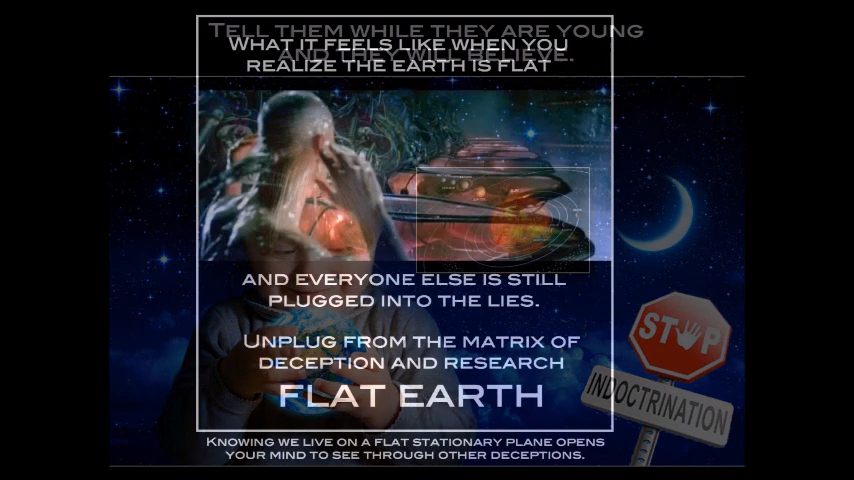 TELL THEM WHILE THEY ARE YOUNG
AND THEY WILL BELIEVE.
WHAT IT FEELS LIKE WHEN YOU
REALIZE THE EARTH IS FLAT
AND EVERYONE ELSE IS STILL
PLUGGED INTO THE LIES.
UNPLUG FROM THE MATRIX OF
DECEPTION AND RESEARCH
FLAT EARTH
STOP
INDOCTRINATION
KNOWING WE LIVE ON A FLAT STATIONARY PLANE OPENS
YOUR MIND TO SEE THROUGH OTHER DECEPTIONS.